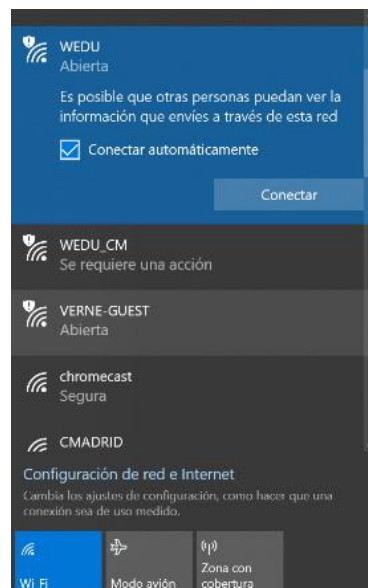 WEDU
Abierta
Es posible que otras personas puedan ver la
información que envíes a través de esta red
Conectar automáticamente
Conectar
WEDU_CM
Se requiere una acción
VERNE-GUEST
Abierta
chromecast
Segura
CMADRID
Configuración de red e Internet
Cambia los ajustes de configuración, como hacer que una
conexión sea de uso medido.
Wi-Fi
Modo avión
Zona con
cobertura